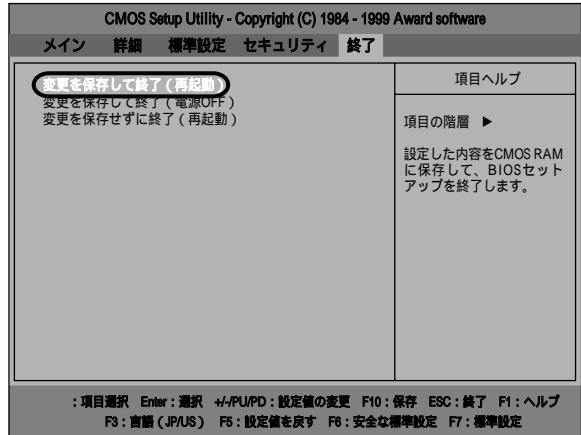 CMOS Setup Utility - Copyright (C) 1984 - 1999 Award software
メイン 詳細 標準設定 セキュリティ 終了
変更を保存して終了（再起動）
変更を保存して終了（電源OFF）
変更を保存せずに終了（再起動）
項目ヘルプ
項目の階層 ▶
設定した内容をCMOS RAM
に保存して、BIOSセット
アップを終了します。
：項目選択 Enter：選択 +/-/PU/PD：設定値の変更 F10：保存 ESC：終了 F1：ヘルプ
F3：言語（JP/US） F5：設定値を戻す F6：安全な標準設定 F7：標準設定